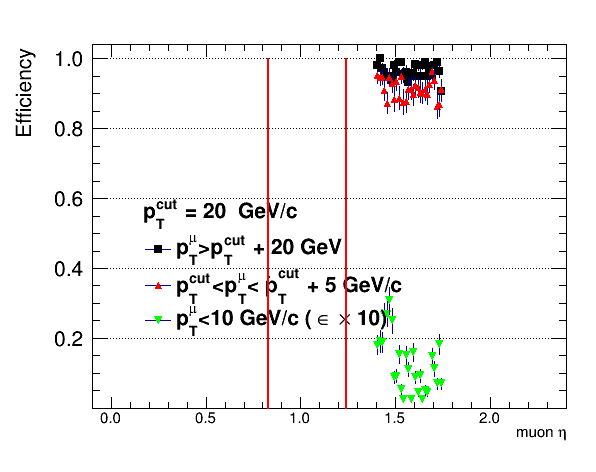 Efficiency
1.0
0.8
0.6
0.4
0.2
p_T^cut = 20 GeV/c
p_T^μ>p_T^cut + 20 GeV
p_T^cut<p_T^μ< p_T^cut + 5 GeV/c
p_T^μ<10 GeV/c ( ∈ × 10)
0.0 0.5 1.0 1.5 2.0
muon η